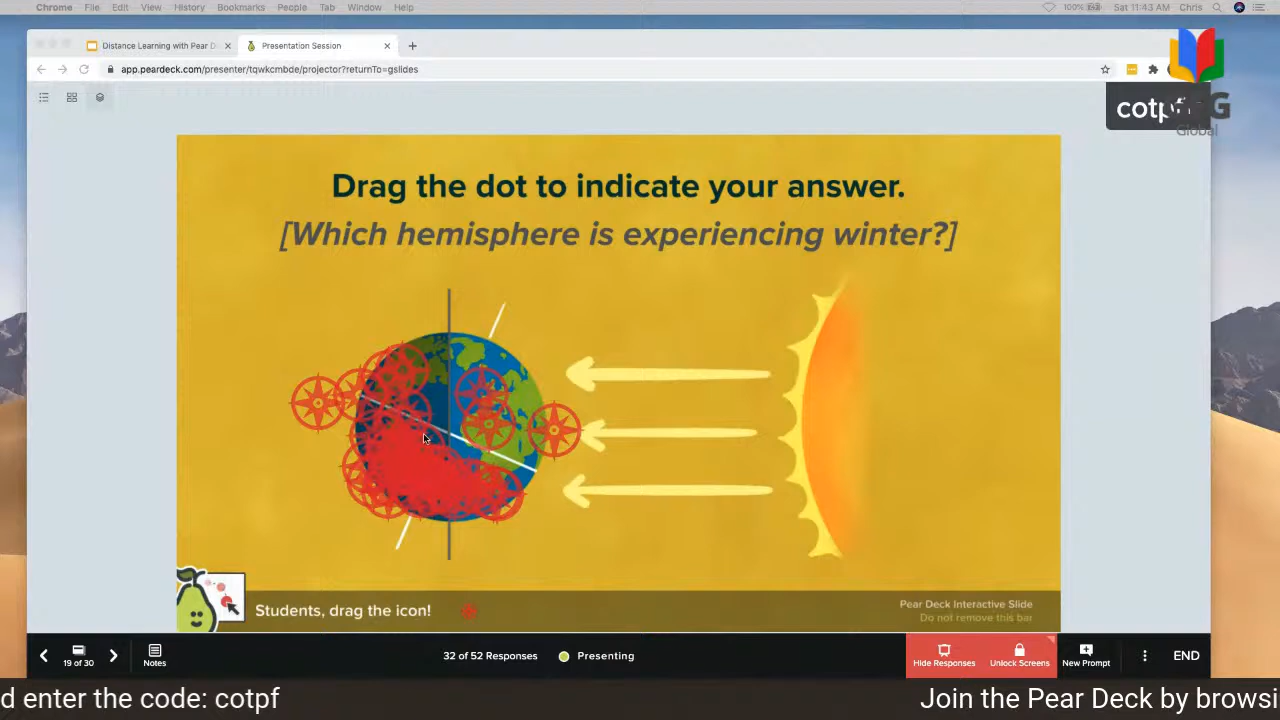 Chrome File Edit View History Bookmarks People Tab Window Help
100% Sat 11:43 AM Chris
Distance Learning with Pear D
Presentation Session
app.peardeck.com/presenter/tqwkcmbde/projector?returnTo=gslides
cotpf
G
Global
Drag the dot to indicate your answer.
[Which hemisphere is experiencing winter?]
Students, drag the icon!
Pear Deck Interactive Slide
Do not remove this bar
19 of 30
Notes
32 of 52 Responses
Presenting
Hide Responses
Unlock Screens
New Prompt
END
d enter the code: cotpf
Join the Pear Deck by browsi